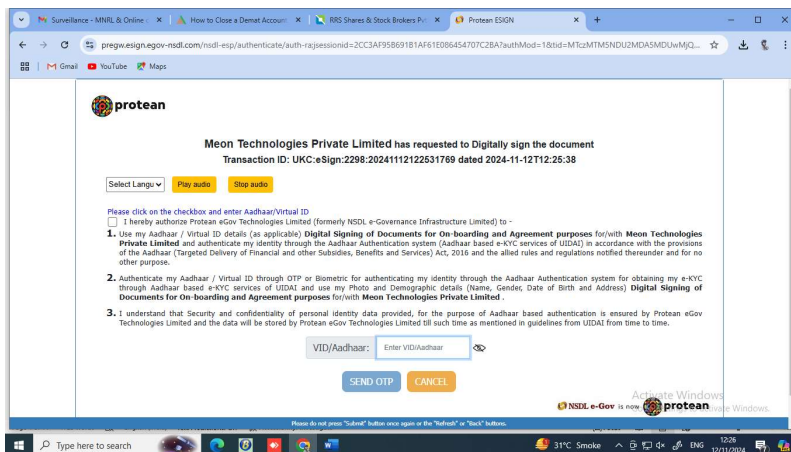 Surveillance - MNRL & Online
How to Close a Demat Account
RRS Shares & Stock Brokers Pvt
Protean ESIGN
pregw.esign.egov-nsdl.com/nsdl-esp/authenticate/auth-ra;jsessionid=2CC3AF95B691B1AF61E086454707C2BA?authMod=1&tid=MTczMTM5NDU2MDA5MDUwMjQ...
Gmail YouTube Maps
protean
Meon Technologies Private Limited has requested to Digitally sign the document
Transaction ID: UKC:eSign:2298:20241112122531769 dated 2024-11-12T12:25:38
Select Langu Play audio Stop audio
Please click on the checkbox and enter Aadhaar/Virtual ID
I hereby authorize Protean eGov Technologies Limited (formerly NSDL e-Governance Infrastructure Limited) to -
1. Use my Aadhaar / Virtual ID details (as applicable) Digital Signing of Documents for On-boarding and Agreement purposes for/with Meon Technologies
Private Limited and authenticate my identity through the Aadhaar Authentication system (Aadhaar based e-KYC services of UIDAI) in accordance with the provisions
of the Aadhaar (Targeted Delivery of Financial and other Subsidies, Benefits and Services) Act, 2016 and the allied rules and regulations notified thereunder and for no
other purpose.
2. Authenticate my Aadhaar / Virtual ID through OTP or Biometric for authenticating my identity through the Aadhaar Authentication system for obtaining my e-KYC
through Aadhaar based e-KYC services of UIDAI and use my Photo and Demographic details (Name, Gender, Date of Birth and Address) Digital Signing of
Documents for On-boarding and Agreement purposes for/with Meon Technologies Private Limited .
3. I understand that Security and confidentiality of personal identity data provided, for the purpose of Aadhaar based authentication is ensured by Protean eGov
Technologies Limited and the data will be stored by Protean eGov Technologies Limited till such time as mentioned in guidelines from UIDAI from time to time.
VID/Aadhaar: Enter VID/Aadhaar
SEND OTP CANCEL
Activate Windows
NSDL e-Gov is now protean
Windows.
Please do not press "Submit" button once again or the "Refresh" or "Back" buttons.
Type here to search
31°C Smoke
ENG
12:26
12/11/2024